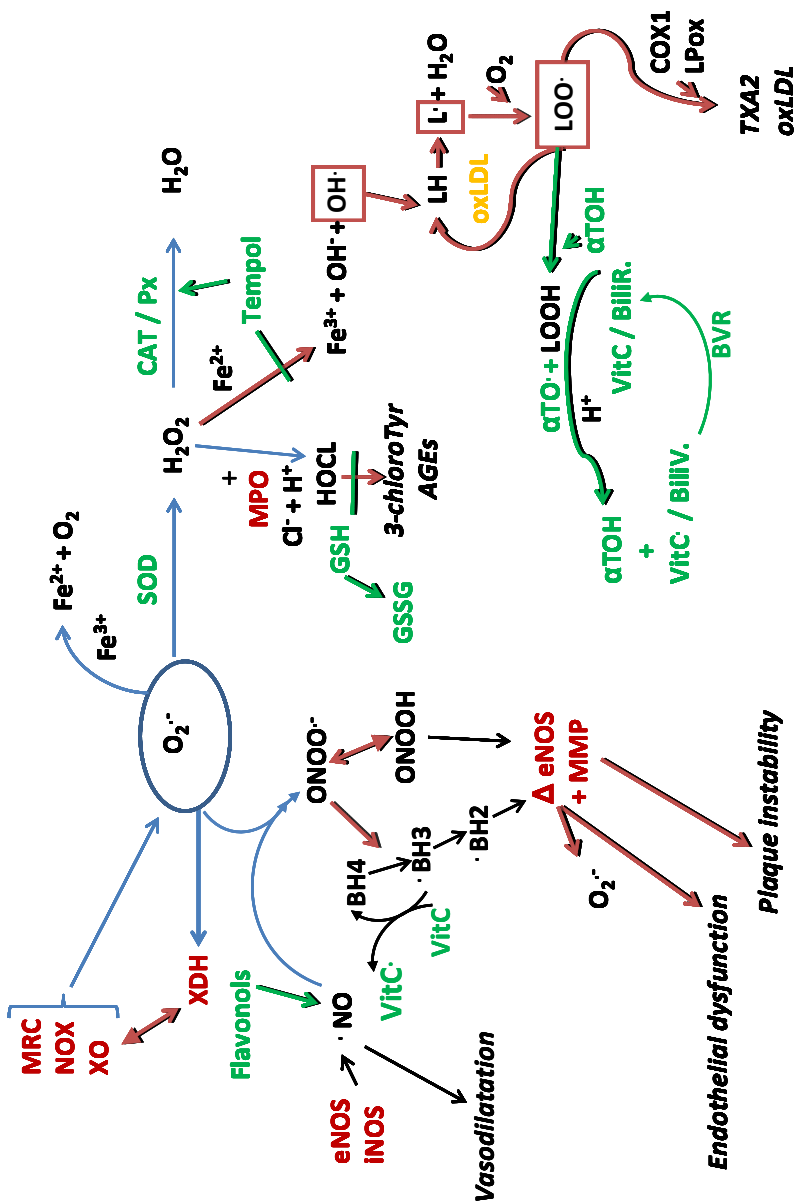 MRC
NOX
XO
XDH
O₂·⁻
Fe³⁺
Fe²⁺ + O₂
SOD
H₂O₂
CAT / Px
H₂O
Tempol
Fe²⁺
Fe³⁺ + OH⁻ + OH·
+
MPO
Cl⁻ + H⁺
HOCL
GSH
GSSG
3-chloroTyr
AGEs
LH
L· + H₂O
oxLDL
O₂
LOO·
COX1
LPox
TXA2
oxLDL
αTOH
αTO· + LOOH
H⁺
VitC / BiliR.
BVR
αTOH
+
VitC· / BiliV.
Flavonols
eNOS
iNOS
· NO
Vasodilatation
ONOO·⁻
ONOOH
BH4
· BH3
· BH2
VitC
VitC·
Δ eNOS
+ MMP
O₂·⁻
Endothelial dysfunction
Plaque instability